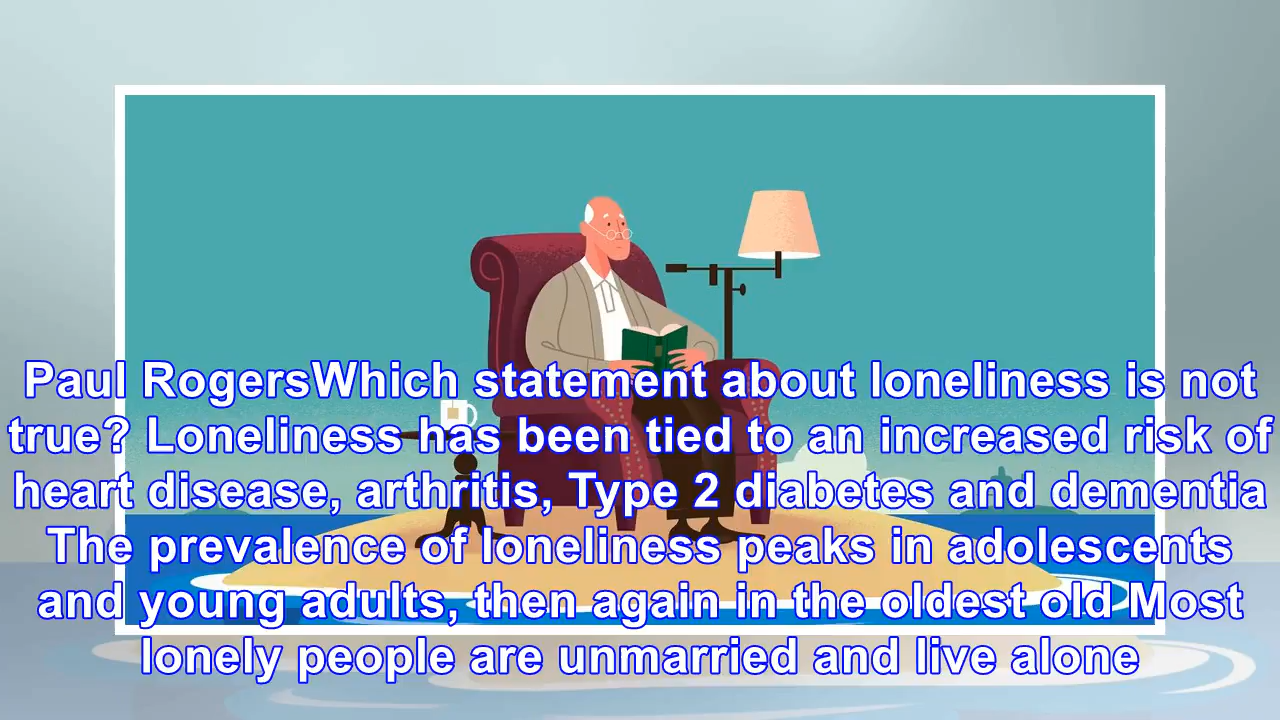 Paul RogersWhich statement about loneliness is not
true? Loneliness has been tied to an increased risk of
heart disease, arthritis, Type 2 diabetes and dementia
The prevalence of loneliness peaks in adolescents
and young adults, then again in the oldest old Most
lonely people are unmarried and live alone